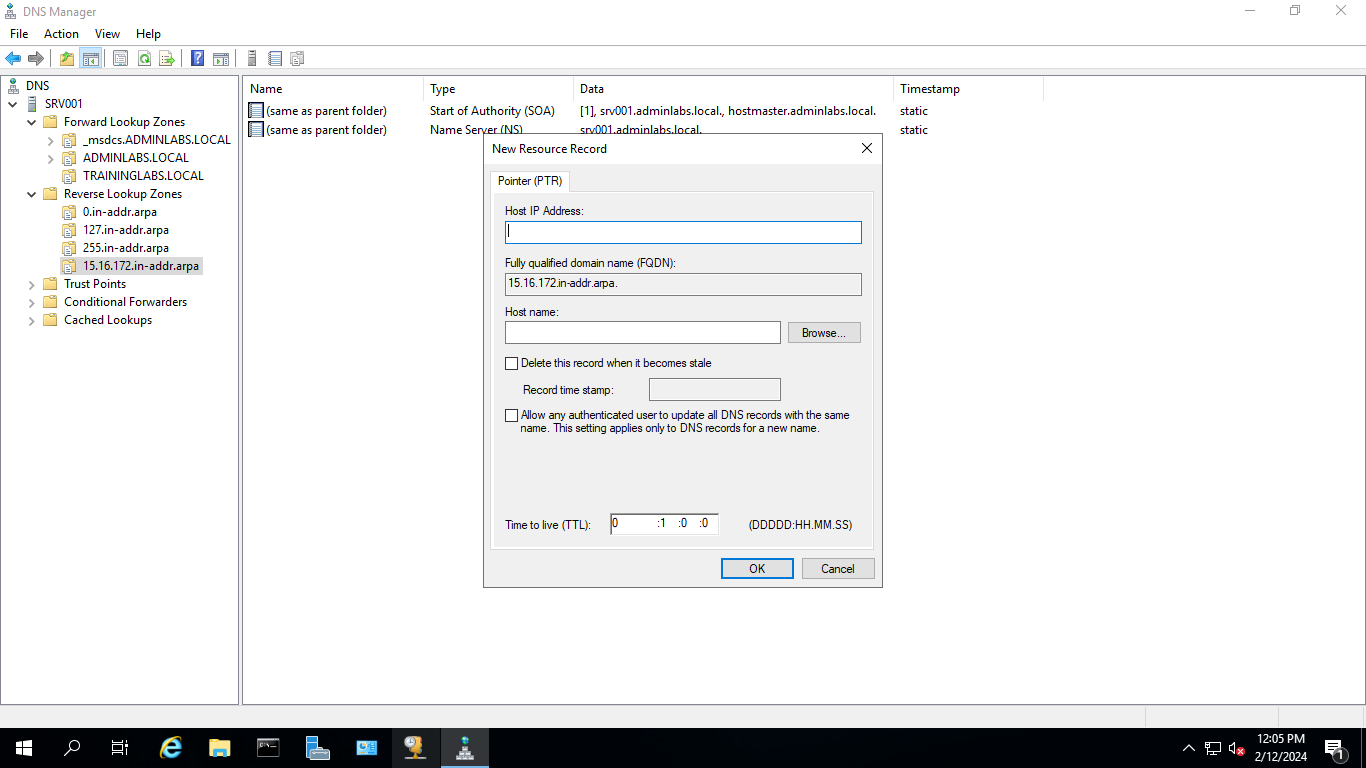 DNS Manager
File Action View Help
DNS
SRV001
Forward Lookup Zones
_msdcs.ADMINLABS.LOCAL
ADMINLABS.LOCAL
TRAININGLABS.LOCAL
Reverse Lookup Zones
0.in-addr.arpa
127.in-addr.arpa
255.in-addr.arpa
15.16.172.in-addr.arpa
Trust Points
Conditional Forwarders
Cached Lookups
Name Type Data Timestamp
(same as parent folder) Start of Authority (SOA) [1], srv001.adminlabs.local., hostmaster.adminlabs.local. static
(same as parent folder) Name Server (NS) srv001.adminlabs.local. static
New Resource Record
Pointer (PTR)
Host IP Address:
Fully qualified domain name (FQDN):
15.16.172.in-addr.arpa.
Host name:
Browse...
Delete this record when it becomes stale
Record time stamp:
Allow any authenticated user to update all DNS records with the same
name. This setting applies only to DNS records for a new name.
Time to live (TTL): 0 :1 :0 :0 (DDDDD:HH.MM.SS)
OK Cancel
12:05 PM
2/12/2024
1